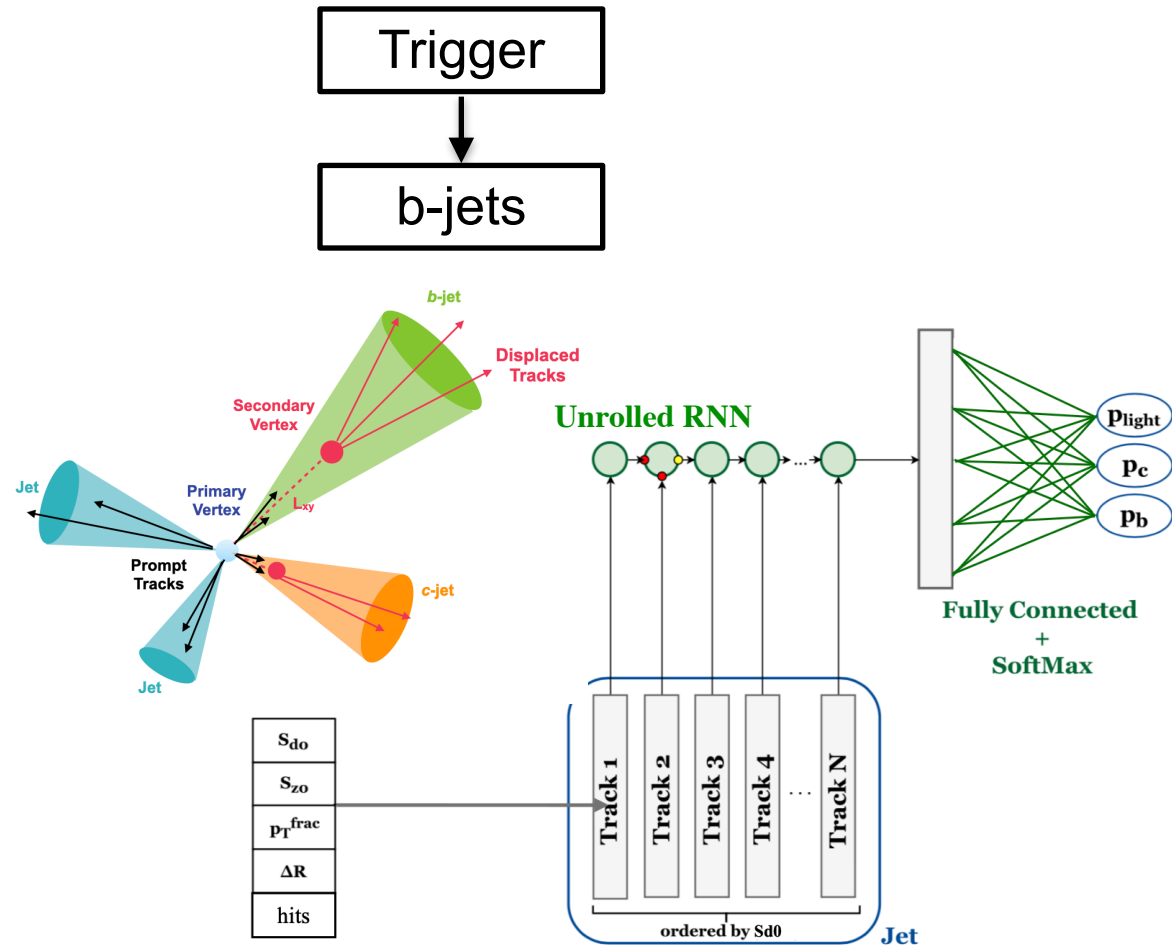 Trigger
b-jets
b-jet
Displaced
Tracks
Secondary
Vertex
Primary
Vertex
Lxy
Jet
Prompt
Tracks
c-jet
Jet
Unrolled RNN
...
plight
pc
pb
Fully Connected
+
SoftMax
Sdo
Szo
pTfrac
ΔR
hits
Track 1
Track 2
Track 3
Track 4
...
Track N
ordered by Sd0
Jet